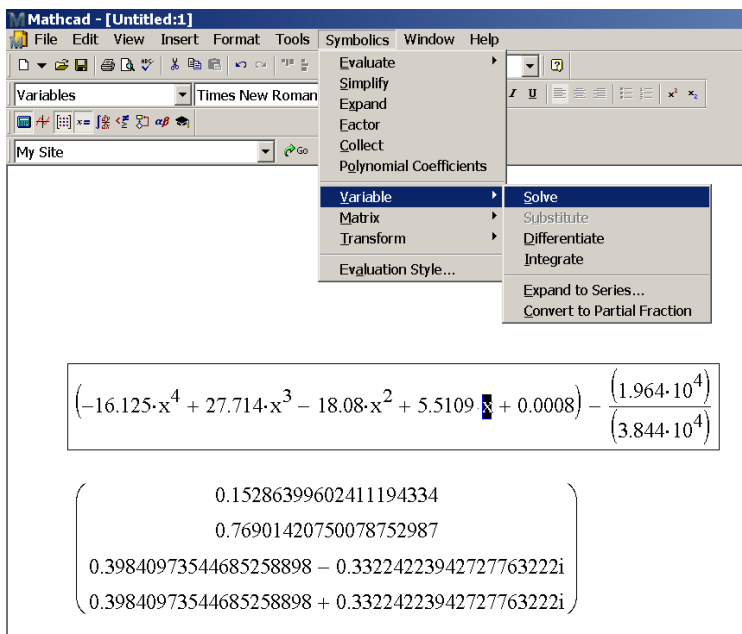 Mathcad - [Untitled:1]
File Edit View Insert Format Tools Symbolics Window Help
Variables Times New Roman
My Site Go
Evaluate
Simplify
Expand
Factor
Collect
Polynomial Coefficients
Variable
Matrix
Transform
Evaluation Style...
Solve
Substitute
Differentiate
Integrate
Expand to Series...
Convert to Partial Fraction
(-16.125·x^4 + 27.714·x^3 − 18.08·x^2 + 5.5109·x + 0.0008) − (1.964·10^4)/(3.844·10^4)
0.15286399602411194334
0.76901420750078752987
0.39840973544685258898 − 0.33224223942727763222i
0.39840973544685258898 + 0.33224223942727763222i